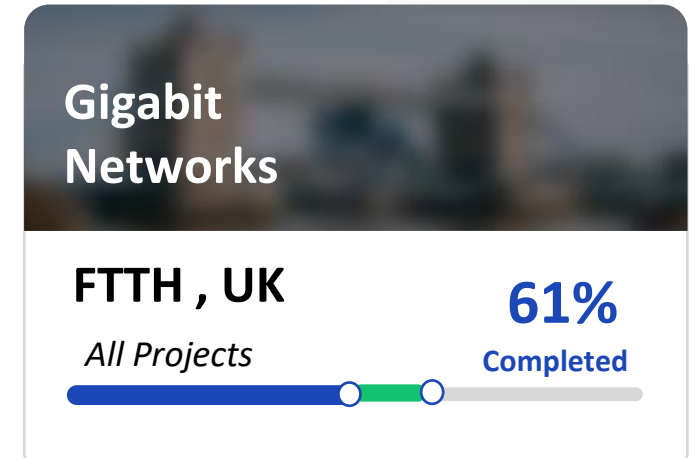 Gigabit
Networks
FTTH , UK
61%
All Projects
Completed